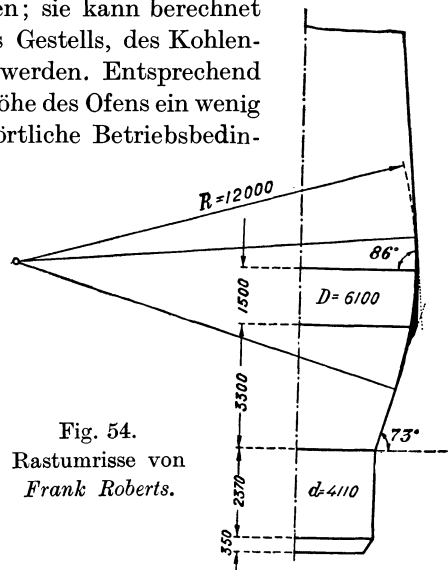 en; sie kann berechnet
s Gestells, des Kohlen-
werden. Entsprechend
öhe des Ofens ein wenig
örtliche Betriebsbedin-
R=12000
86°
1500
D=6100
3300
Fig. 54.
Rastumrisse von
Frank Roberts.
73°
2370
d=4110
350